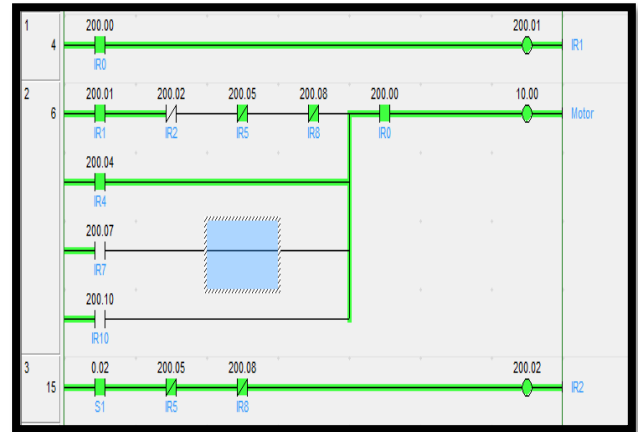 1 200.00 200.01
4 IR1
IR0
2 200.01 200.02 200.05 200.08 200.00 10.00
6 Motor
IR1 IR2 IR5 IR8 IR0
200.04
IR4
200.07
IR7
200.10
IR10
3 0.02 200.05 200.08 200.02
15 IR2
S1 IR5 IR8